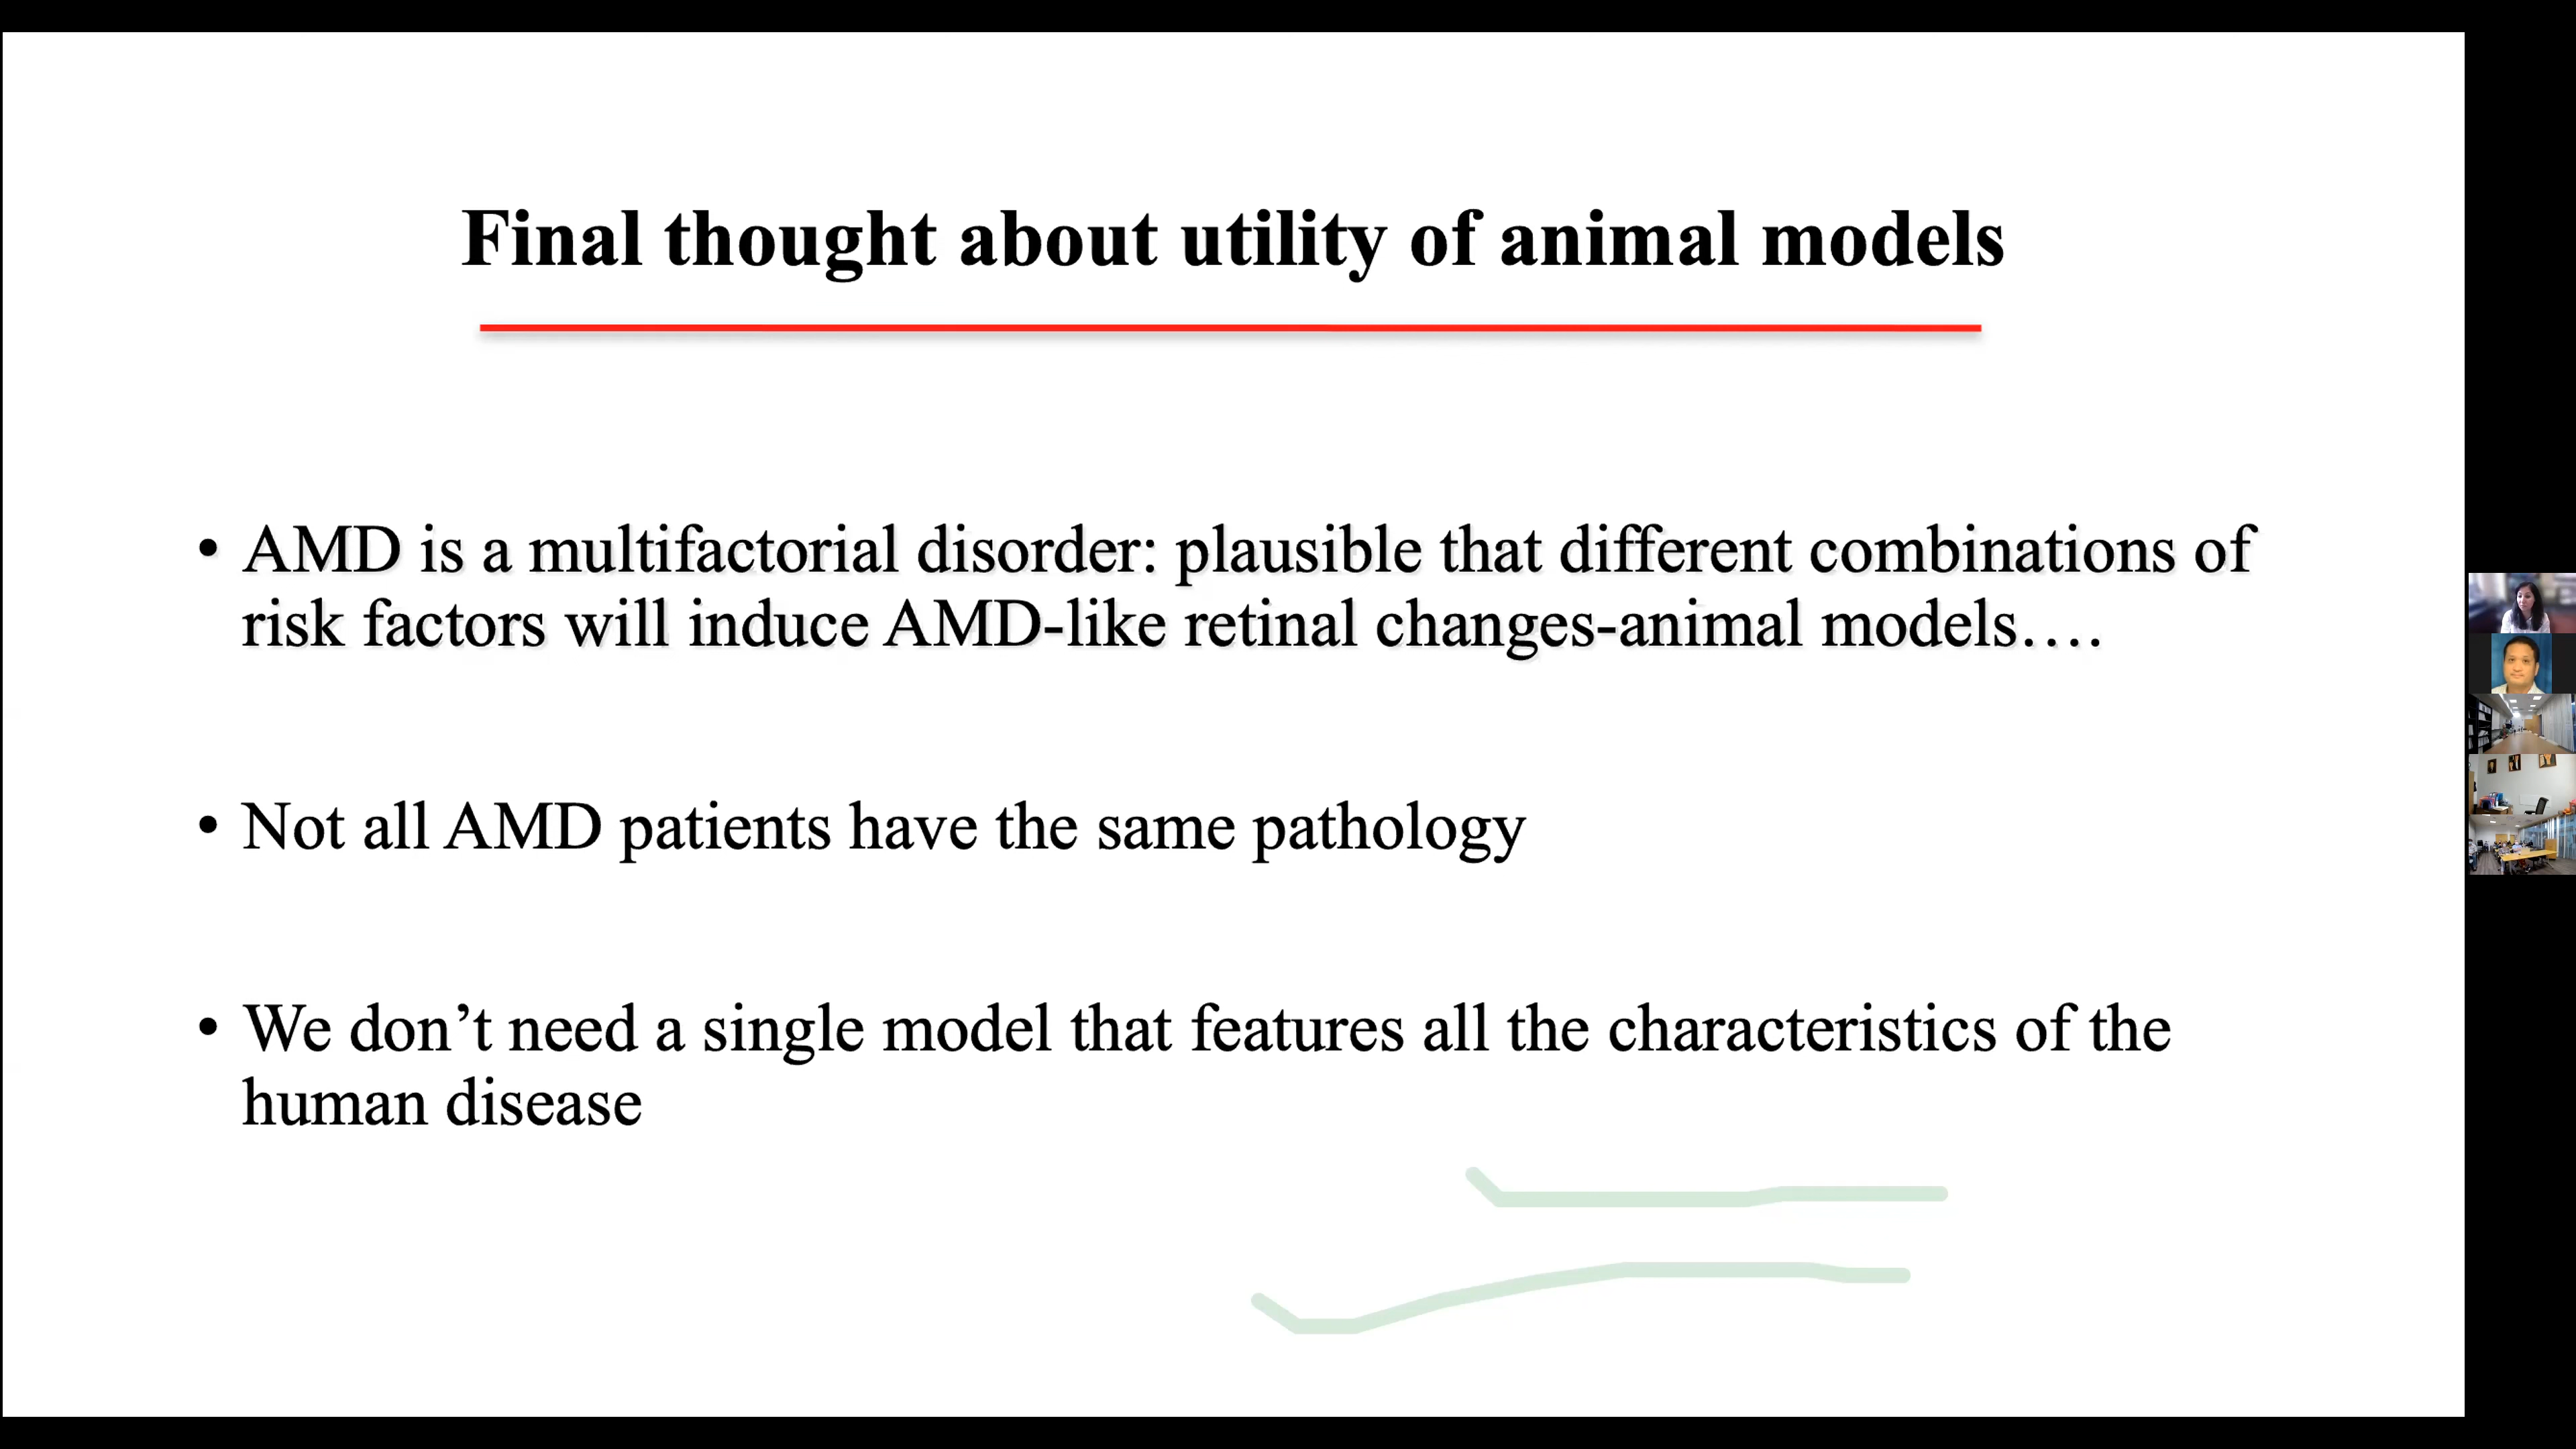 Final thought about utility of animal models
• AMD is a multifactorial disorder: plausible that different combinations of
risk factors will induce AMD-like retinal changes-animal models….
• Not all AMD patients have the same pathology
• We don’t need a single model that features all the characteristics of the
human disease